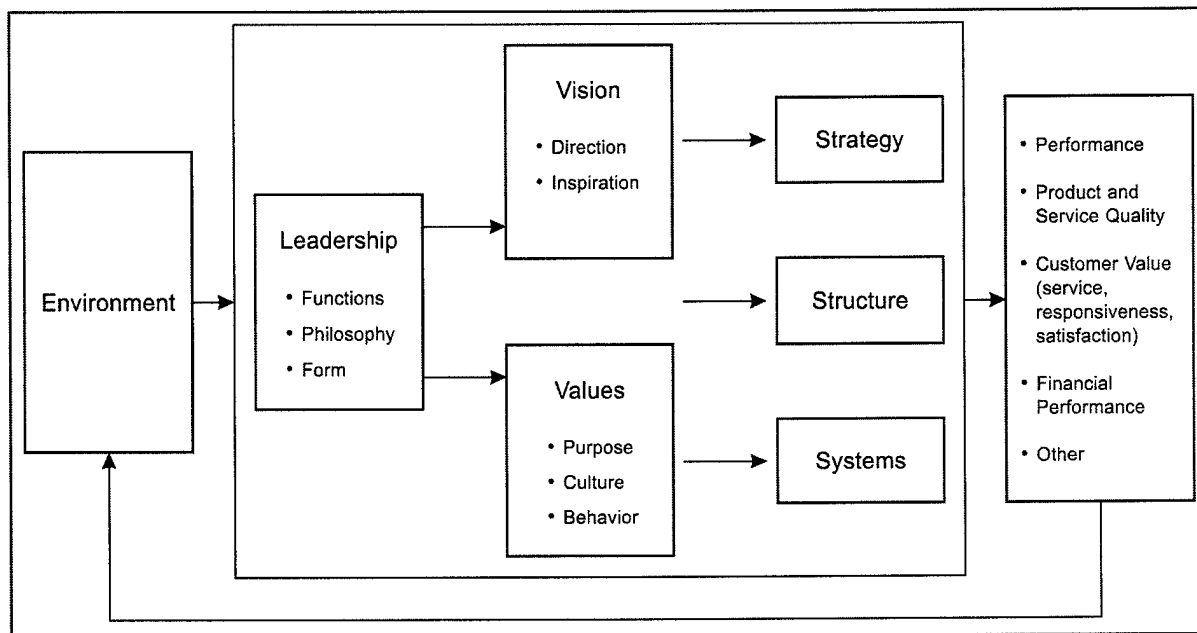 Environment
Leadership
• Functions
• Philosophy
• Form
Vision
• Direction
• Inspiration
Values
• Purpose
• Culture
• Behavior
Strategy
Structure
Systems
• Performance
• Product and
Service Quality
• Customer Value
(service,
responsiveness,
satisfaction)
• Financial
Performance
• Other